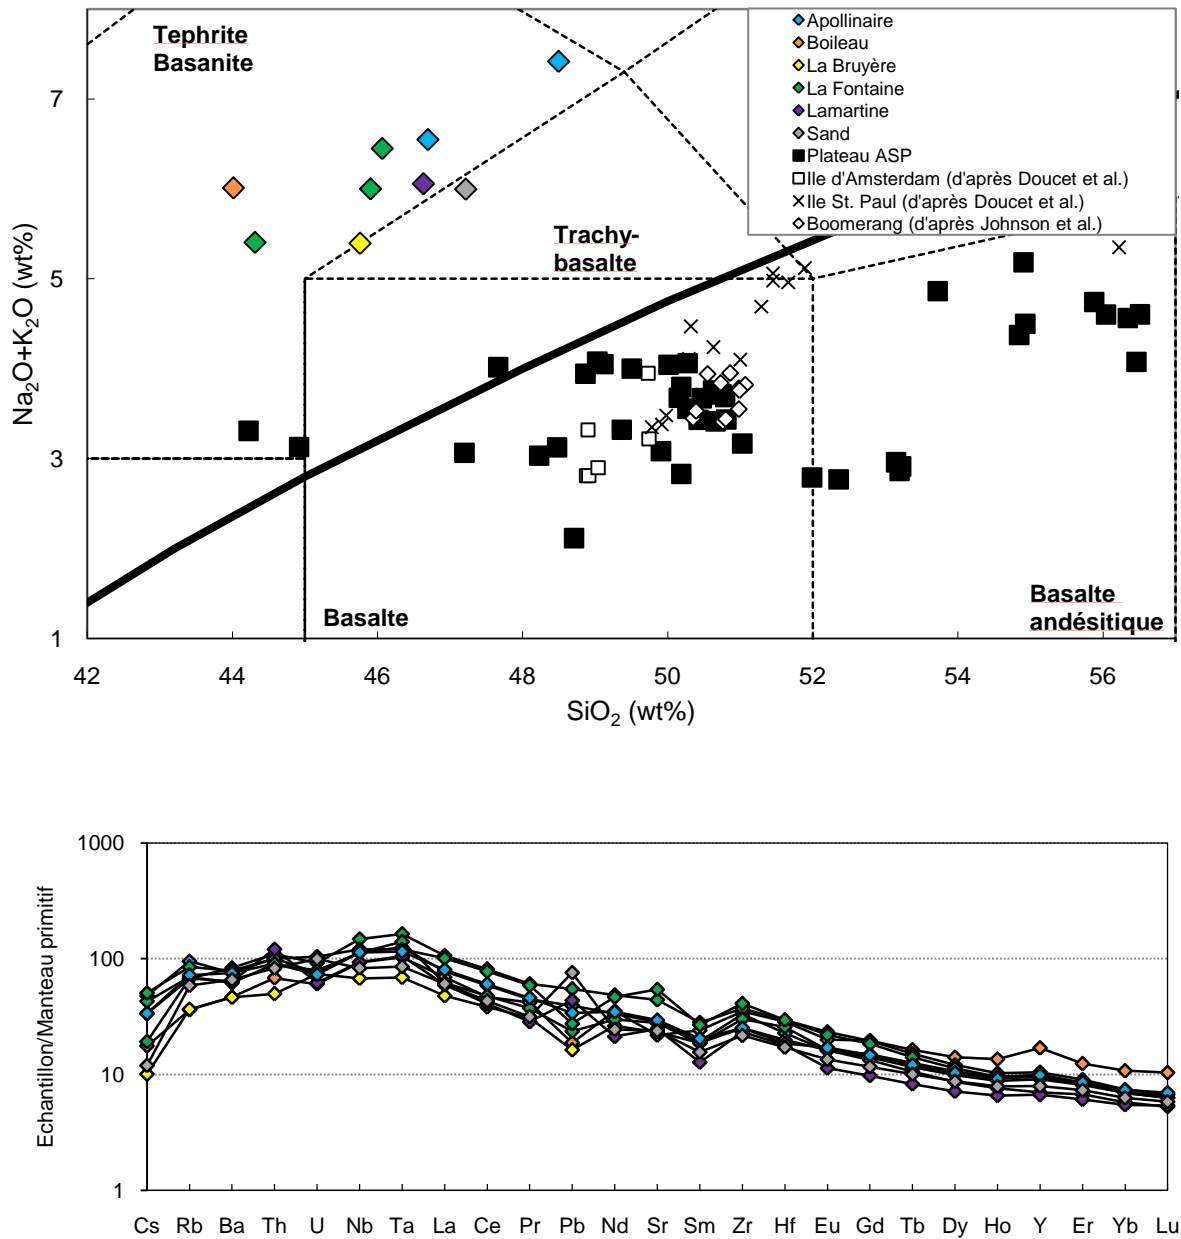 Tephrite
Basanite
Apollinaire
Boileau
La Bruyère
La Fontaine
Lamartine
Sand
Plateau ASP
Ile d'Amsterdam (d'après Doucet et al.)
Ile St. Paul (d'après Doucet et al.)
Boomerang (d'après Johnson et al.)
7
5
3
1
Na2O+K2O (wt%)
Trachy-
basalte
Basalte
Basalte
andésitique
42 44 46 48 50 52 54 56
SiO2 (wt%)
1000
100
10
1
Echantillon/Manteau primitif
Cs Rb Ba Th U Nb Ta La Ce Pr Pb Nd Sr Sm Zr Hf Eu Gd Tb Dy Ho Y Er Yb Lu